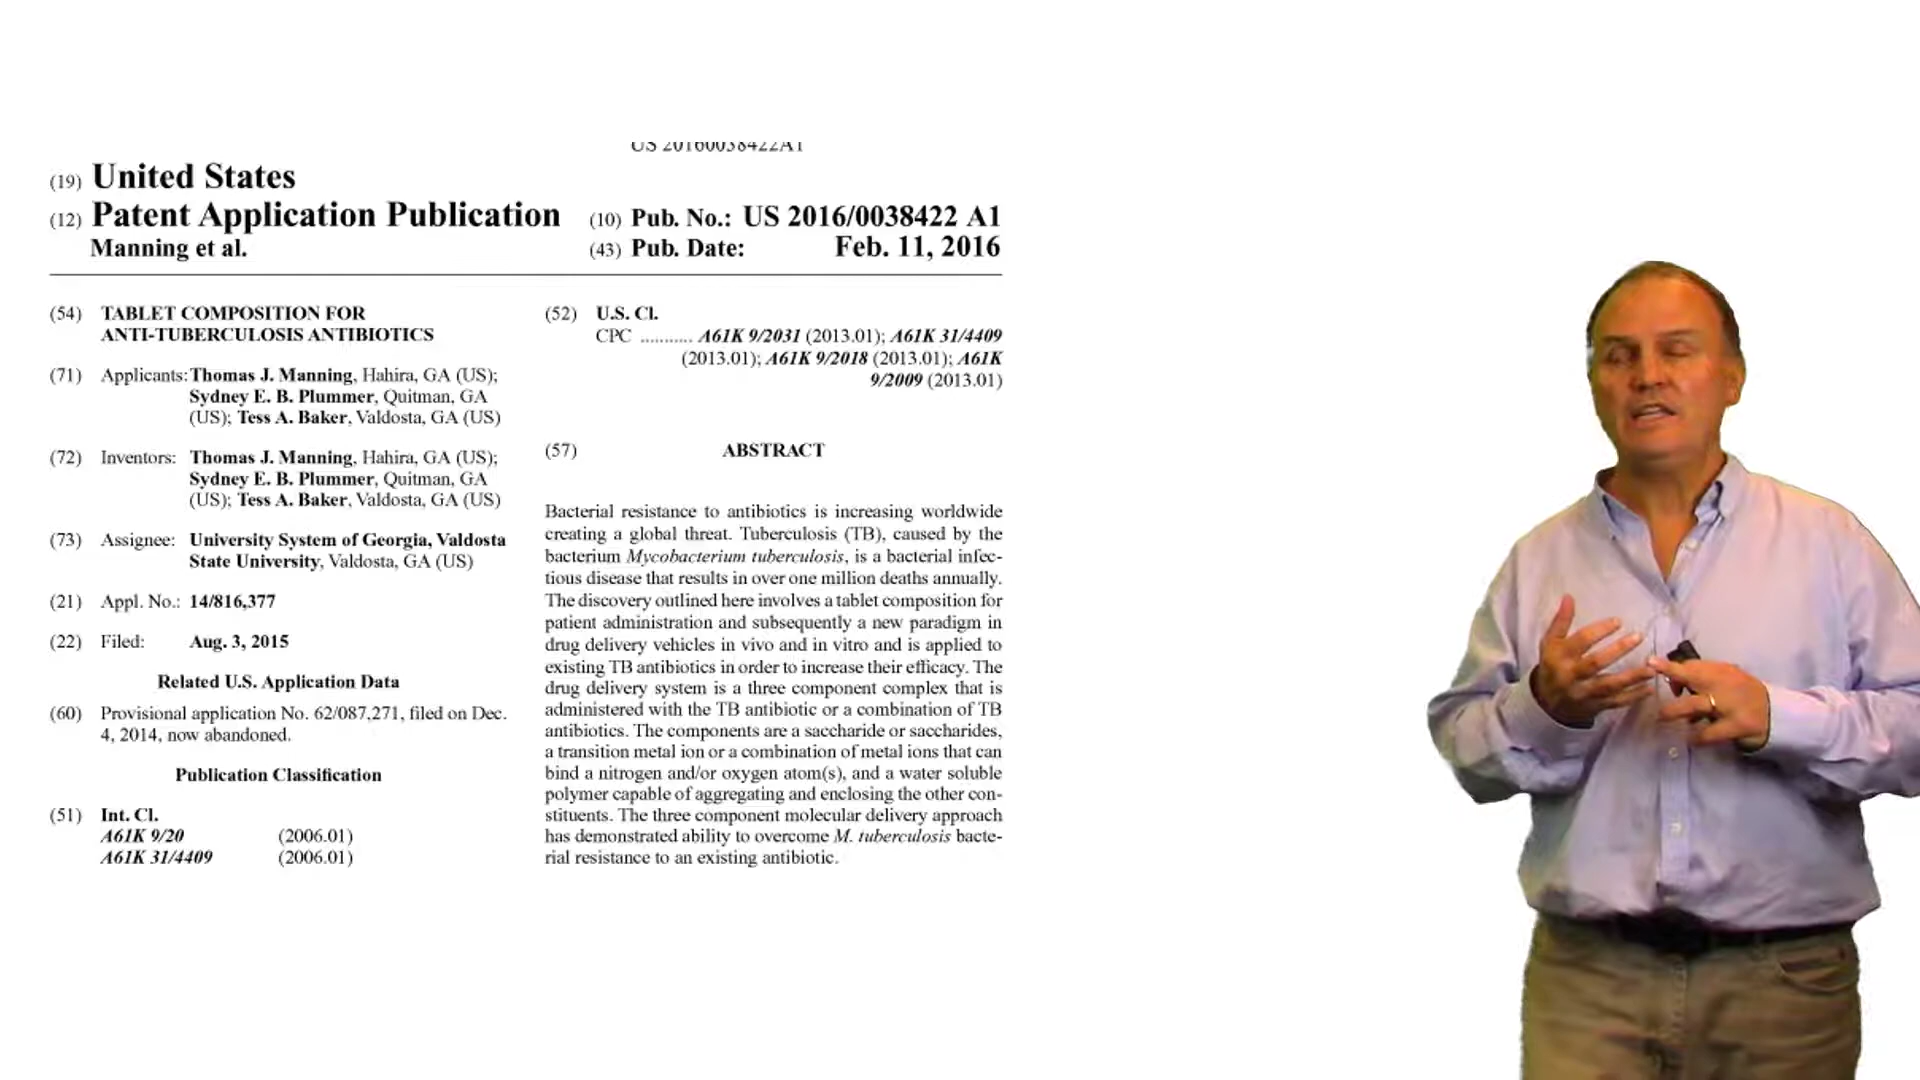 US 20160038422A1
(19) United States
(12) Patent Application Publication
Manning et al.
(10) Pub. No.: US 2016/0038422 A1
(43) Pub. Date: Feb. 11, 2016
(54) TABLET COMPOSITION FOR
ANTI-TUBERCULOSIS ANTIBIOTICS
(71) Applicants: Thomas J. Manning, Hahira, GA (US);
Sydney E. B. Plummer, Quitman, GA
(US); Tess A. Baker, Valdosta, GA (US)
(72) Inventors: Thomas J. Manning, Hahira, GA (US);
Sydney E. B. Plummer, Quitman, GA
(US); Tess A. Baker, Valdosta, GA (US)
(73) Assignee: University System of Georgia, Valdosta
State University, Valdosta, GA (US)
(21) Appl. No.: 14/816,377
(22) Filed: Aug. 3, 2015
Related U.S. Application Data
(60) Provisional application No. 62/087,271, filed on Dec.
4, 2014, now abandoned.
Publication Classification
(51) Int. Cl.
A61K 9/20 (2006.01)
A61K 31/4409 (2006.01)
(52) U.S. Cl.
CPC .......... A61K 9/2031 (2013.01); A61K 31/4409
(2013.01); A61K 9/2018 (2013.01); A61K
9/2009 (2013.01)
(57) ABSTRACT
Bacterial resistance to antibiotics is increasing worldwide
creating a global threat. Tuberculosis (TB), caused by the
bacterium Mycobacterium tuberculosis, is a bacterial infec-
tious disease that results in over one million deaths annually.
The discovery outlined here involves a tablet composition for
patient administration and subsequently a new paradigm in
drug delivery vehicles in vivo and in vitro and is applied to
existing TB antibiotics in order to increase their efficacy. The
drug delivery system is a three component complex that is
administered with the TB antibiotic or a combination of TB
antibiotics. The components are a saccharide or saccharides,
a transition metal ion or a combination of metal ions that can
bind a nitrogen and/or oxygen atom(s), and a water soluble
polymer capable of aggregating and enclosing the other con-
stituents. The three component molecular delivery approach
has demonstrated ability to overcome M. tuberculosis bacte-
rial resistance to an existing antibiotic.